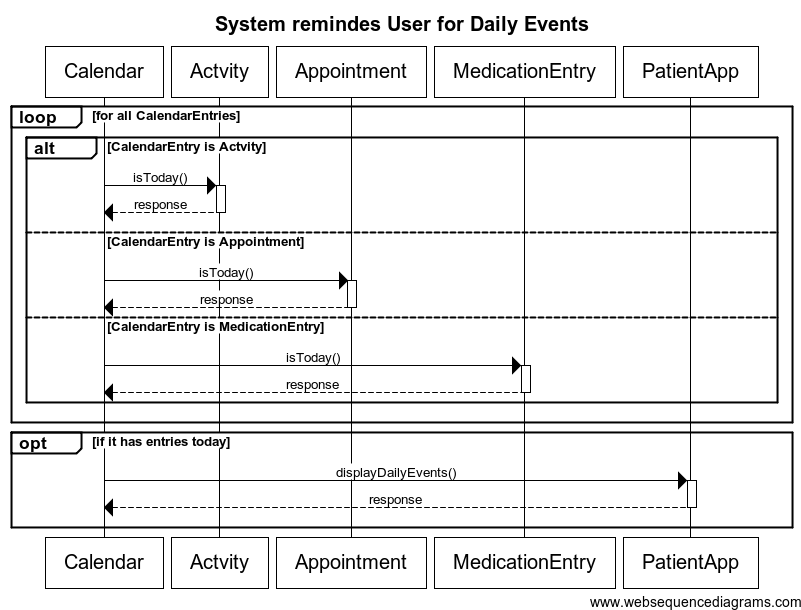 System remindes User for Daily Events
Calendar Actvity Appointment MedicationEntry PatientApp
loop [for all CalendarEntries]
alt [CalendarEntry is Actvity]
isToday()
response
[CalendarEntry is Appointment]
isToday()
response
[CalendarEntry is MedicationEntry]
isToday()
response
opt [if it has entries today]
displayDailyEvents()
response
Calendar Actvity Appointment MedicationEntry PatientApp
www.websequencediagrams.com